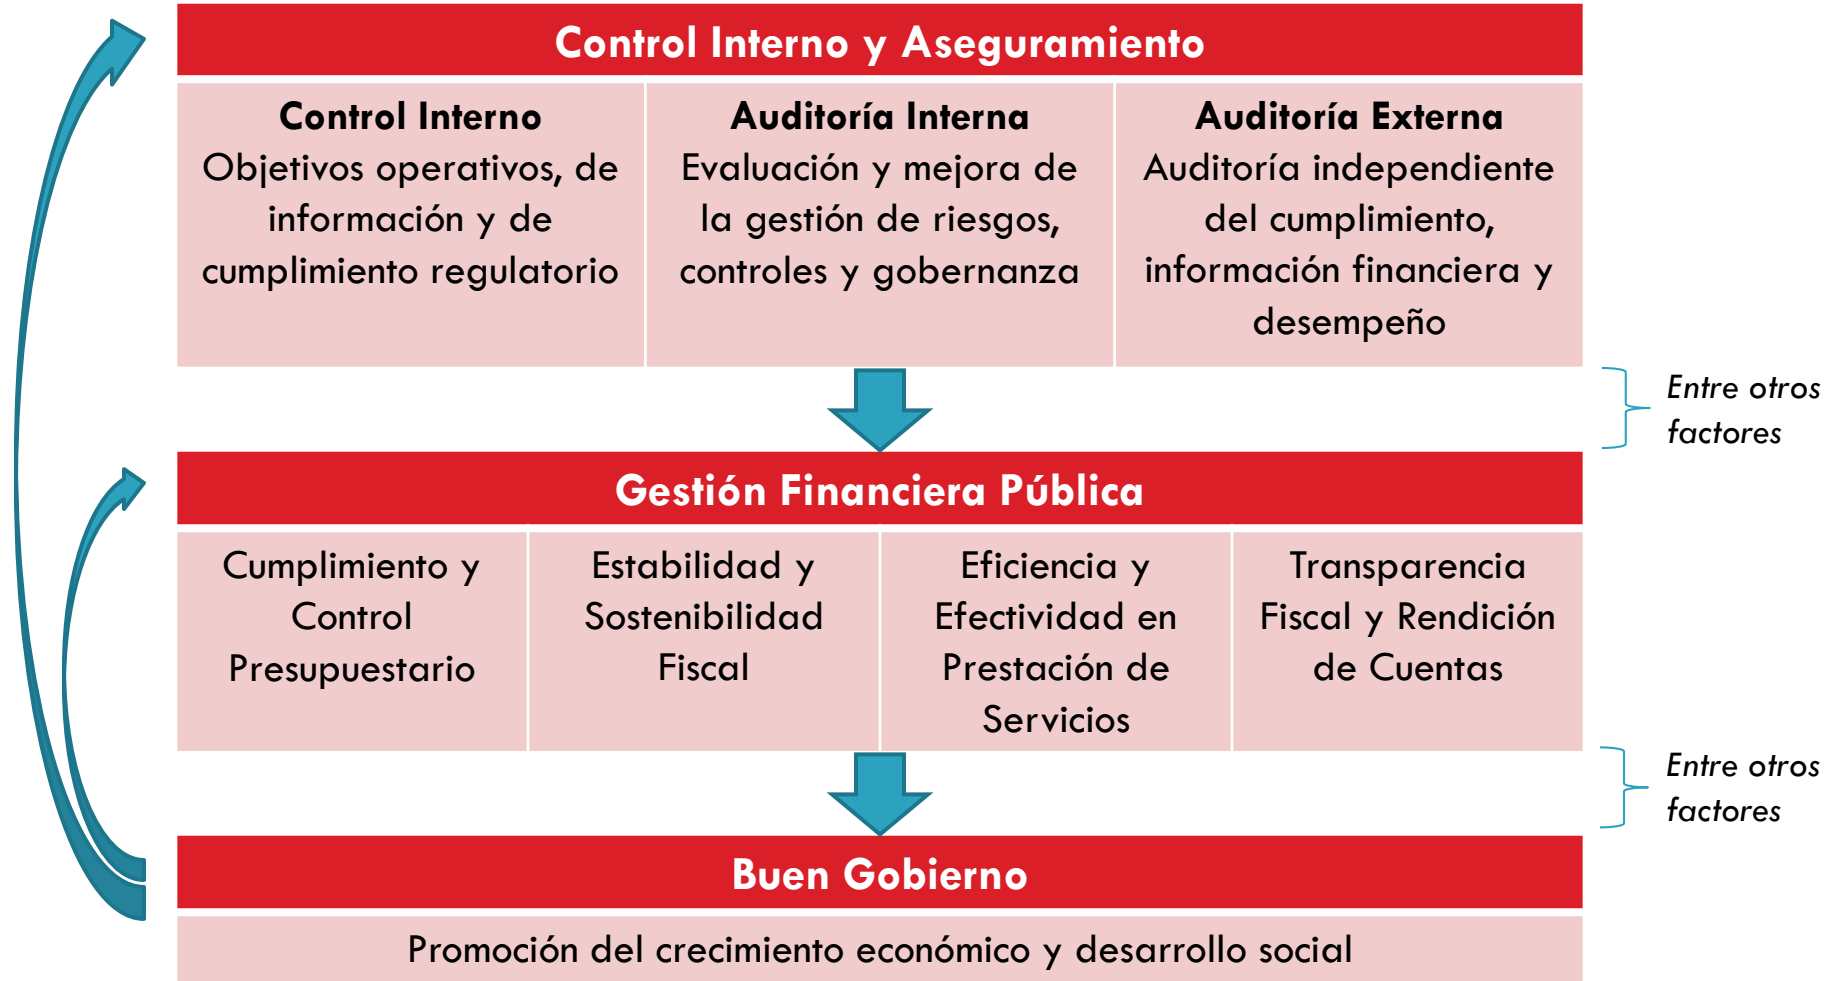 Control Interno y Aseguramiento
Control Interno
Objetivos operativos, de
información y de
cumplimiento regulatorio
Auditoría Interna
Evaluación y mejora de
la gestión de riesgos,
controles y gobernanza
Auditoría Externa
Auditoría independiente
del cumplimiento,
información financiera y
desempeño
Entre otros
factores
Gestión Financiera Pública
Cumplimiento y
Control
Presupuestario
Estabilidad y
Sostenibilidad
Fiscal
Eficiencia y
Efectividad en
Prestación de
Servicios
Transparencia
Fiscal y Rendición
de Cuentas
Entre otros
factores
Buen Gobierno
Promoción del crecimiento económico y desarrollo social